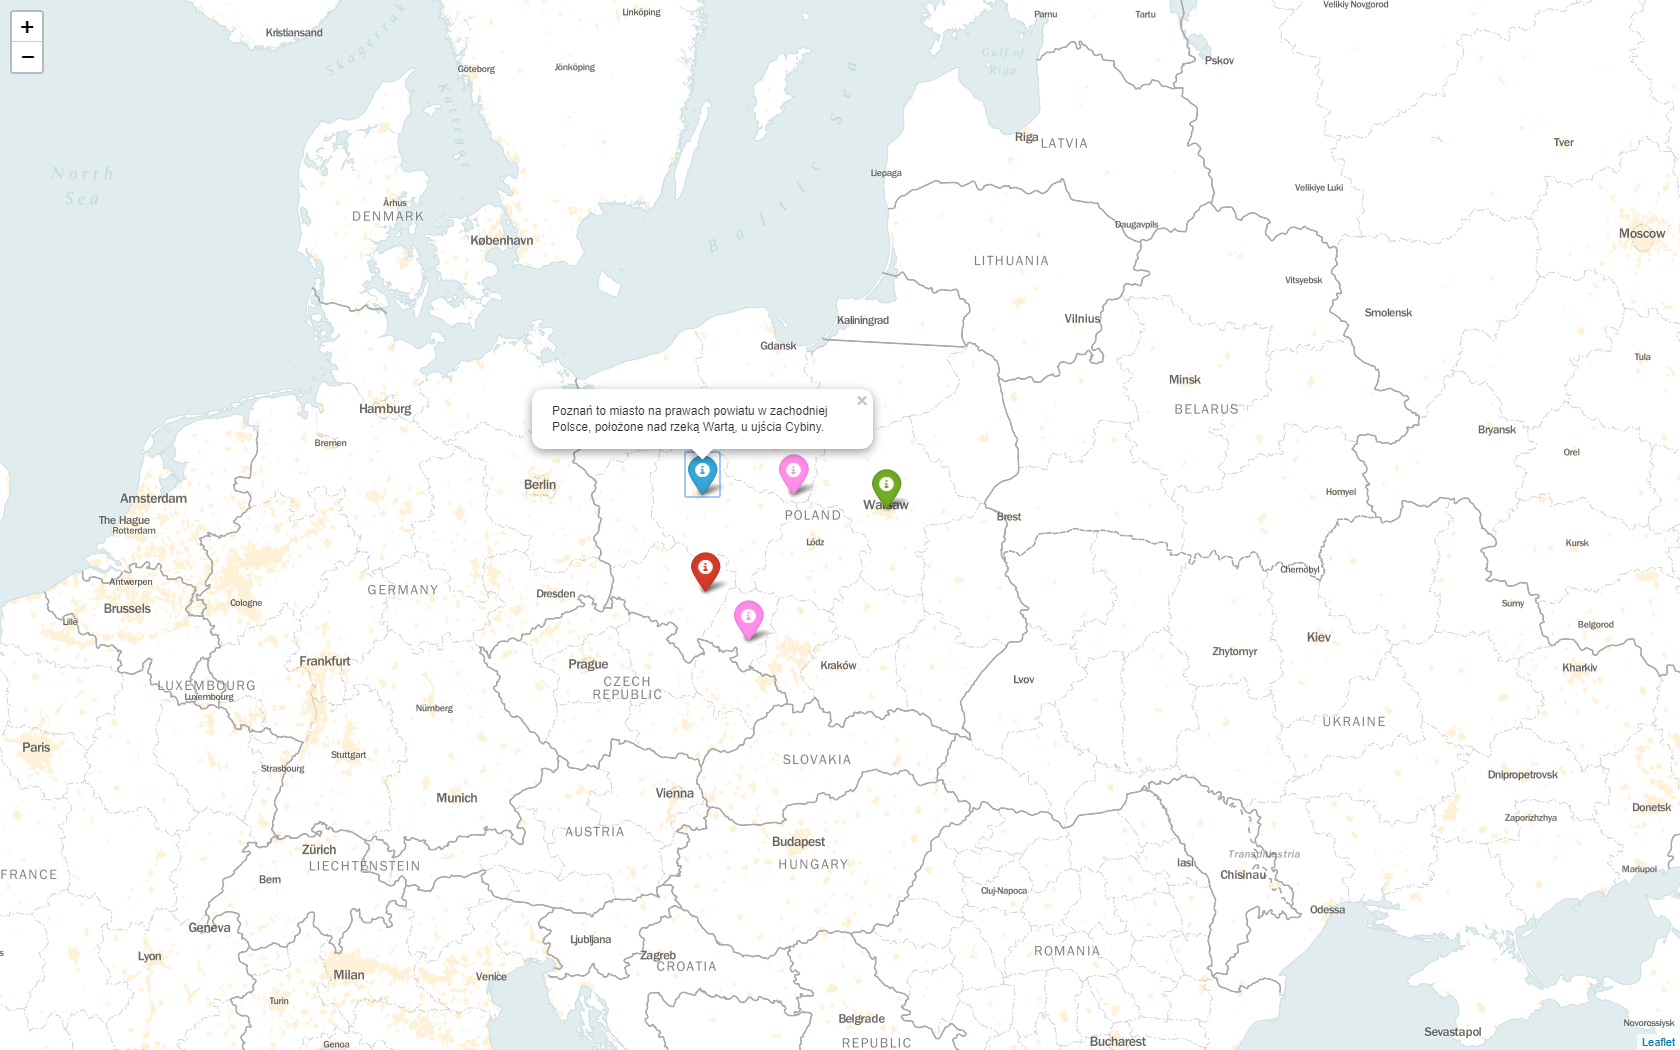 +
−
Kristiansand
Skagerrak
Linköping
Göteborg
Jönköping
Kattegat
Parnu
Tartu
Gulf of
Riga
Velikiy Novgorod
Pskov
Riga
LATVIA
Tver
North
Sea
Baltic Sea
Liepaga
Velikiye Luki
Århus
DENMARK
København
Daugavpils
Moscow
LITHUANIA
Vitsyebsk
Kaliningrad
Vilnius
Smolensk
Gdansk
Tula
Minsk
BELARUS
Hamburg
Poznań to miasto na prawach powiatu w zachodniej
Polsce, położone nad rzeką Wartą, u ujścia Cybiny.
×
Bremen
Bryansk
Orel
Berlin
Amsterdam
Homyel
Warsaw
The Hague
Rotterdam
POLAND
Brest
Lódz
Kursk
Chernobyl
Antwerpen
Brussels
Lille
Cologne
GERMANY
Dresden
Sumy
Belgorod
Kiev
Zhytomyr
Frankfurt
Prague
CZECH
REPUBLIC
Kraków
Lvov
Kharkiv
LUXEMBOURG
Luxembourg
Nürnberg
UKRAINE
Paris
Stuttgart
Strasbourg
SLOVAKIA
Dnipropetrovsk
Munich
Vienna
Donetsk
Zaporizhzhya
AUSTRIA
Budapest
HUNGARY
Zürich
LIECHTENSTEIN
Bern
Iasi
Transdniestria
Chisinau
Mariupol
FRANCE
Cluj-Napoca
Odessa
Geneva
Ljubljana
Lyon
Zagreb
CROATIA
ROMANIA
Milan
Venice
Turin
Belgrade
Genoa
REPUBLIC
Bucharest
Sevastapol
Novorossiysk
Leaflet